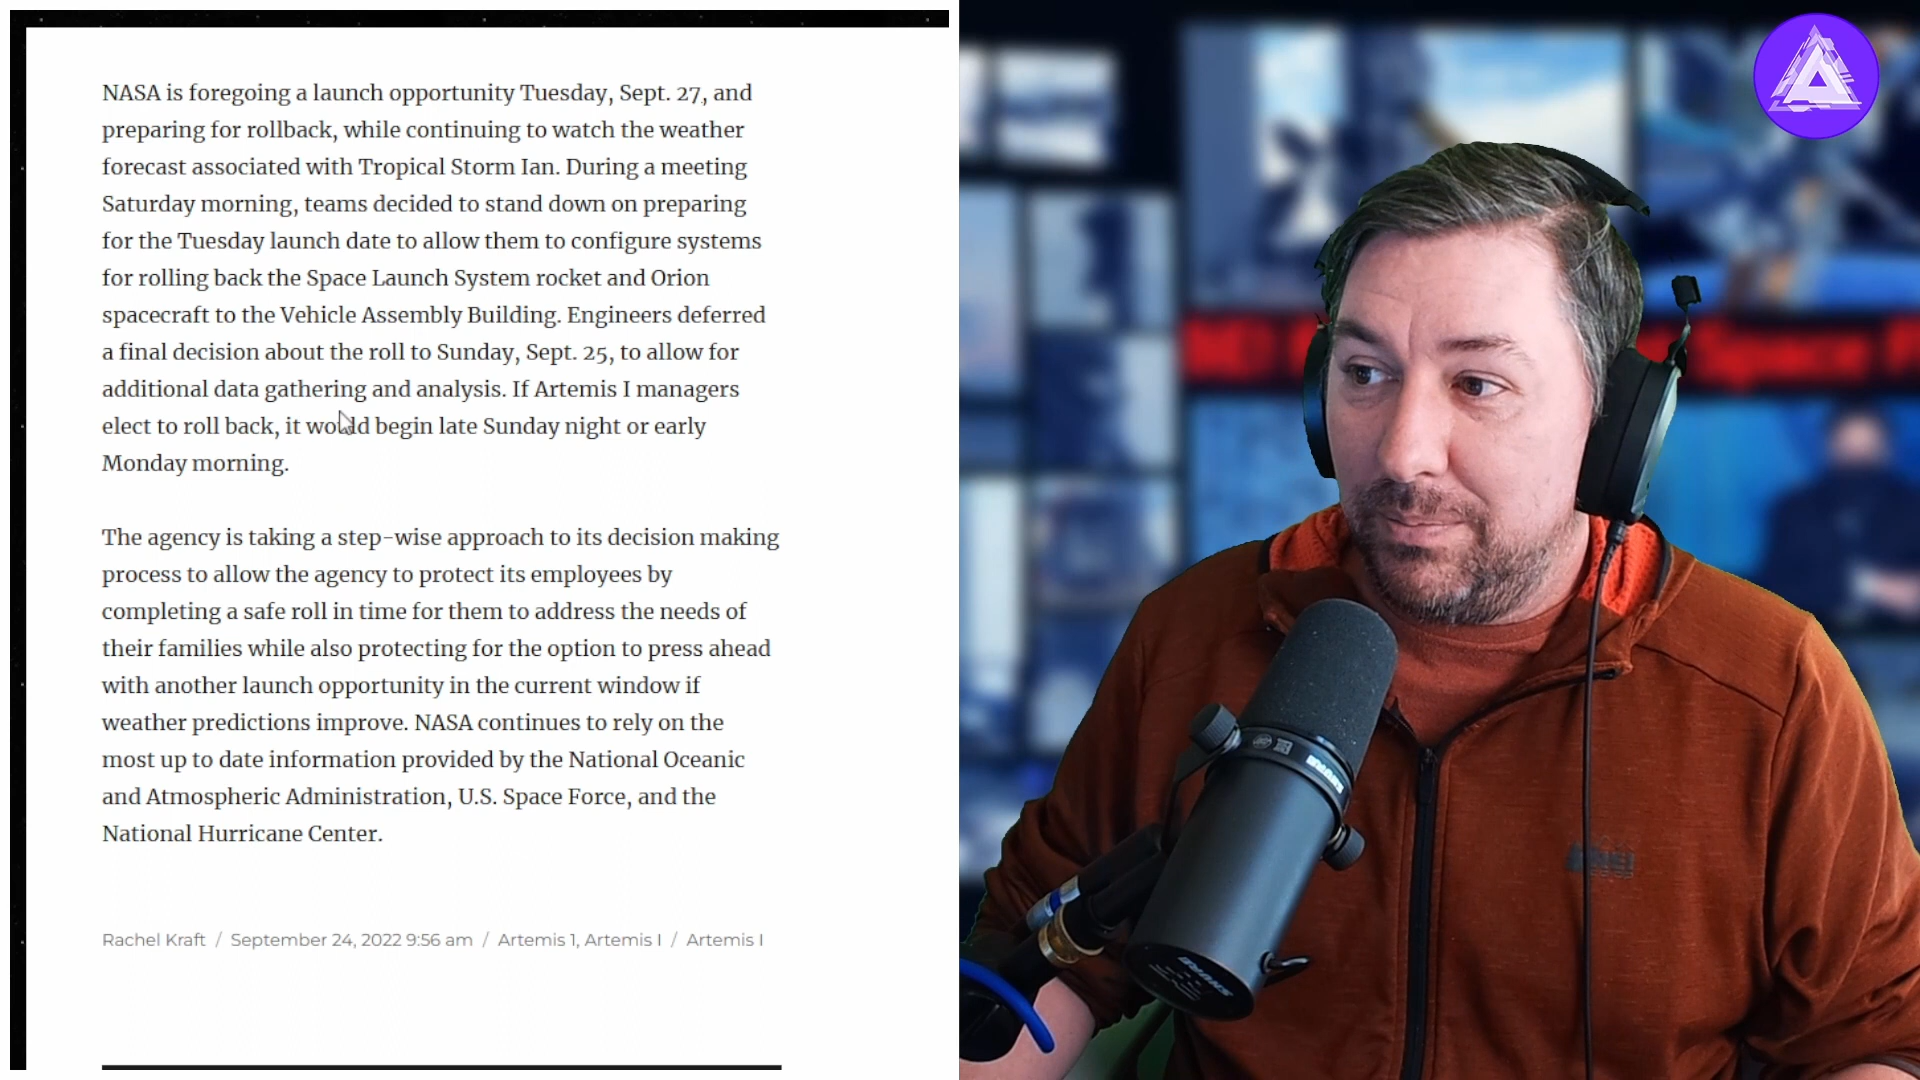 NASA is foregoing a launch opportunity Tuesday, Sept. 27, and
preparing for rollback, while continuing to watch the weather
forecast associated with Tropical Storm Ian. During a meeting
Saturday morning, teams decided to stand down on preparing
for the Tuesday launch date to allow them to configure systems
for rolling back the Space Launch System rocket and Orion
spacecraft to the Vehicle Assembly Building. Engineers deferred
a final decision about the roll to Sunday, Sept. 25, to allow for
additional data gathering and analysis. If Artemis I managers
elect to roll back, it would begin late Sunday night or early
Monday morning.
The agency is taking a step-wise approach to its decision making
process to allow the agency to protect its employees by
completing a safe roll in time for them to address the needs of
their families while also protecting for the option to press ahead
with another launch opportunity in the current window if
weather predictions improve. NASA continues to rely on the
most up to date information provided by the National Oceanic
and Atmospheric Administration, U.S. Space Force, and the
National Hurricane Center.
Rachel Kraft / September 24, 2022 9:56 am / Artemis 1, Artemis I / Artemis I
Space F
SHURE
REI